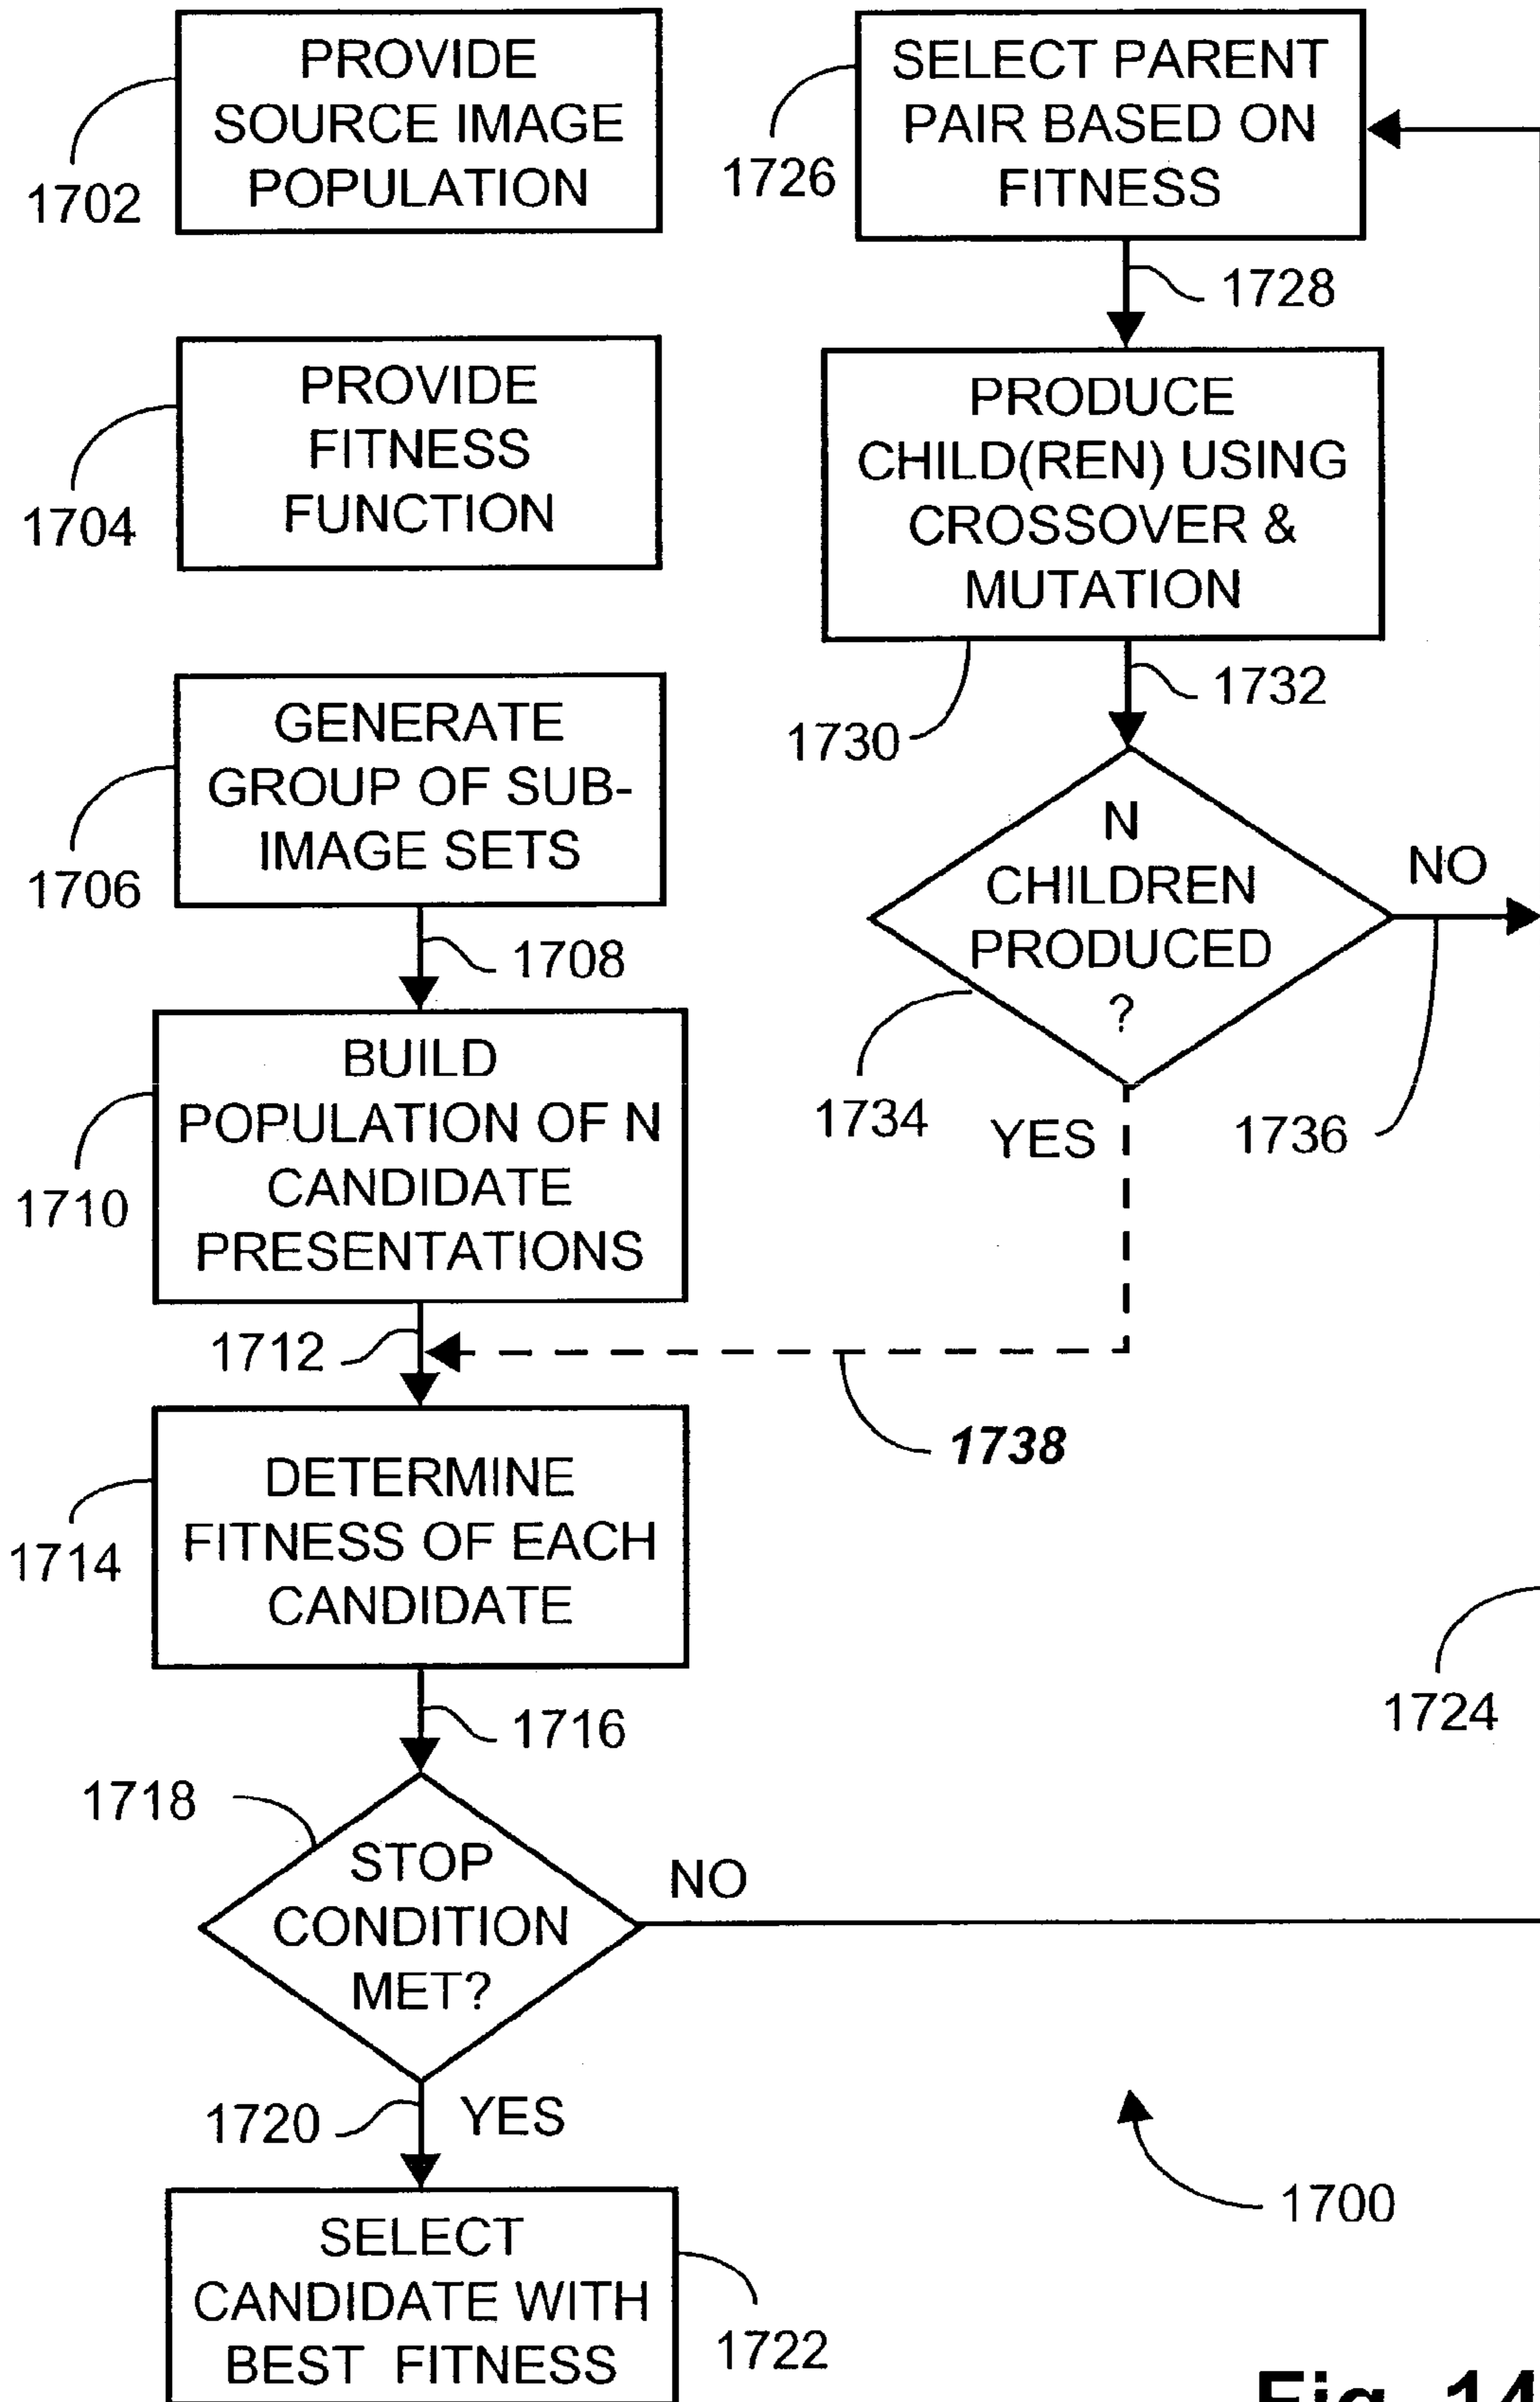 PROVIDE
SOURCE IMAGE
POPULATION
1702
PROVIDE
FITNESS
FUNCTION
1704
GENERATE
GROUP OF SUB-
IMAGE SETS
1706
1708
BUILD
POPULATION OF N
CANDIDATE
PRESENTATIONS
1710
1712
DETERMINE
FITNESS OF EACH
CANDIDATE
1714
1716
1718
STOP
CONDITION
MET?
NO
1720
YES
SELECT
CANDIDATE WITH
BEST FITNESS
1722
SELECT PARENT
PAIR BASED ON
FITNESS
1726
1728
PRODUCE
CHILD(REN) USING
CROSSOVER &
MUTATION
1730
1732
N
CHILDREN
PRODUCED
?
NO
1734
YES
1736
1738
1724
1700
Fig. 14